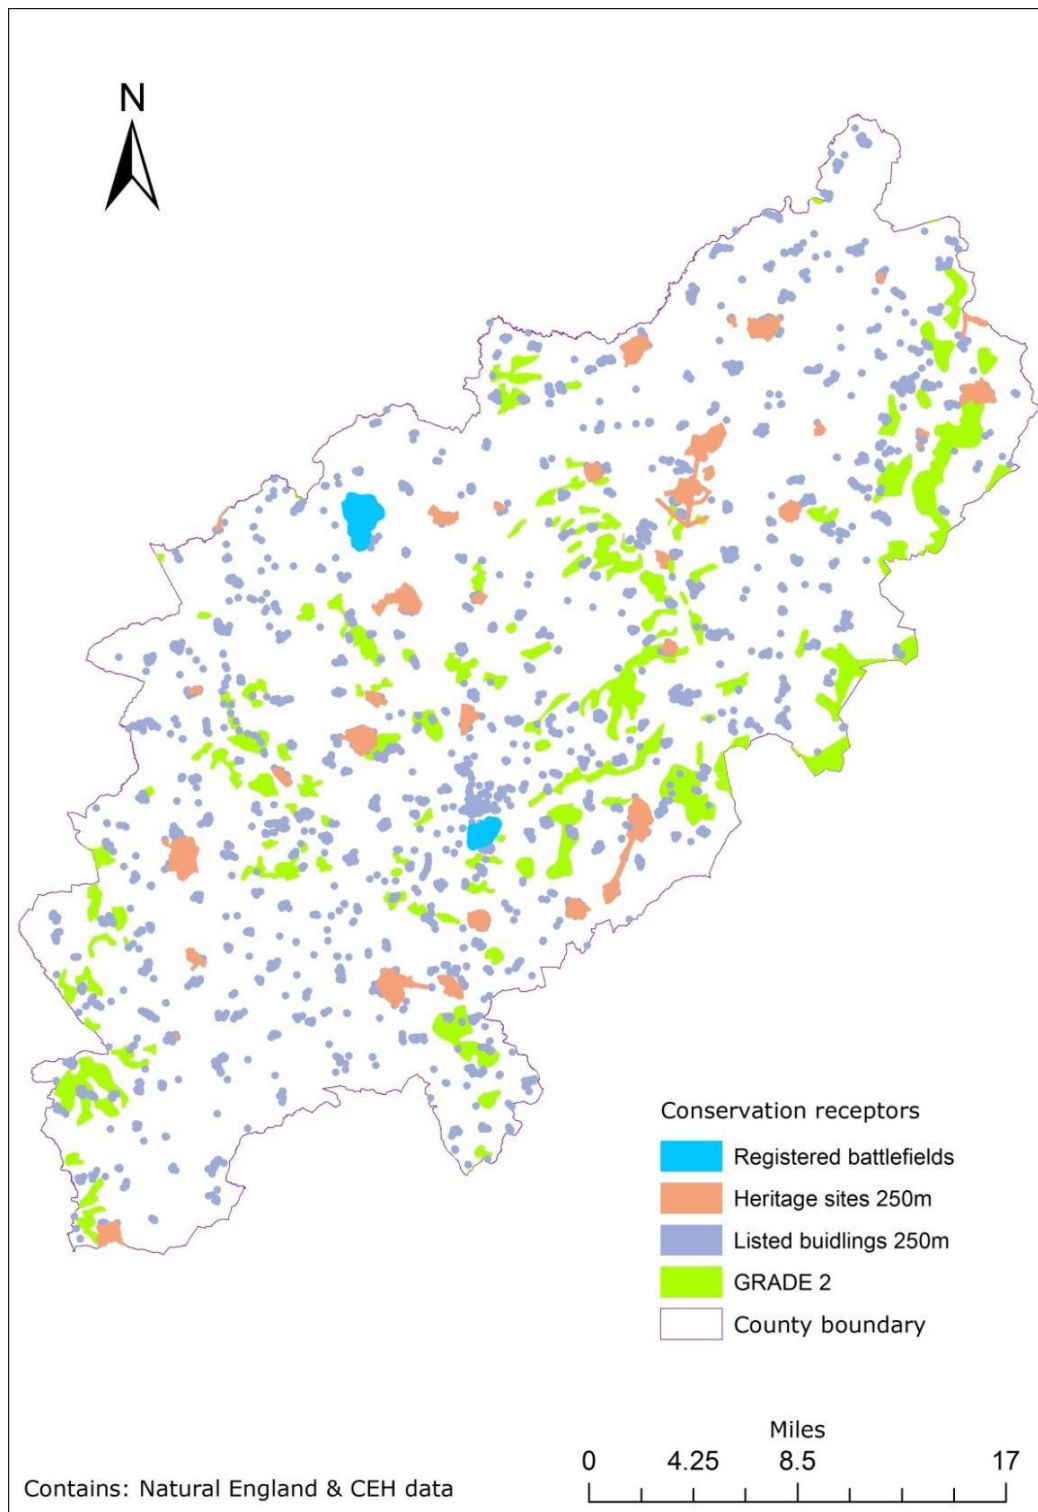 N
Conservation receptors
Registered battlefields
Heritage sites 250m
Listed buidlings 250m
GRADE 2
County boundary
Miles
0 4.25 8.5 17
Contains: Natural England & CEH data